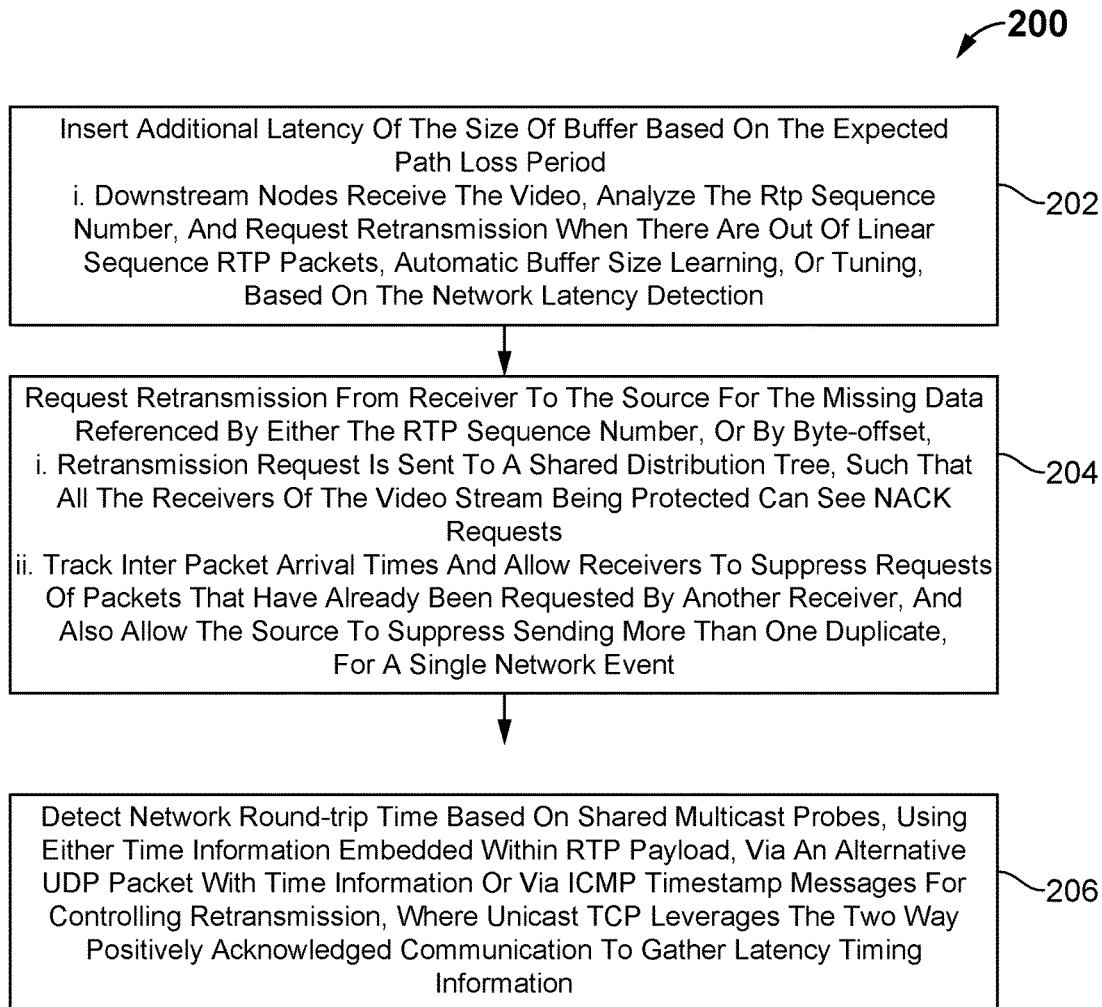 200
Insert Additional Latency Of The Size Of Buffer Based On The Expected
Path Loss Period
i. Downstream Nodes Receive The Video, Analyze The Rtp Sequence
Number, And Request Retransmission When There Are Out Of Linear
Sequence RTP Packets, Automatic Buffer Size Learning, Or Tuning,
Based On The Network Latency Detection
202
Request Retransmission From Receiver To The Source For The Missing Data
Referenced By Either The RTP Sequence Number, Or By Byte-offset,
i. Retransmission Request Is Sent To A Shared Distribution Tree, Such That
All The Receivers Of The Video Stream Being Protected Can See NACK
Requests
ii. Track Inter Packet Arrival Times And Allow Receivers To Suppress Requests
Of Packets That Have Already Been Requested By Another Receiver, And
Also Allow The Source To Suppress Sending More Than One Duplicate,
For A Single Network Event
204
Detect Network Round-trip Time Based On Shared Multicast Probes, Using
Either Time Information Embedded Within RTP Payload, Via An Alternative
UDP Packet With Time Information Or Via ICMP Timestamp Messages For
Controlling Retransmission, Where Unicast TCP Leverages The Two Way
Positively Acknowledged Communication To Gather Latency Timing
Information
206